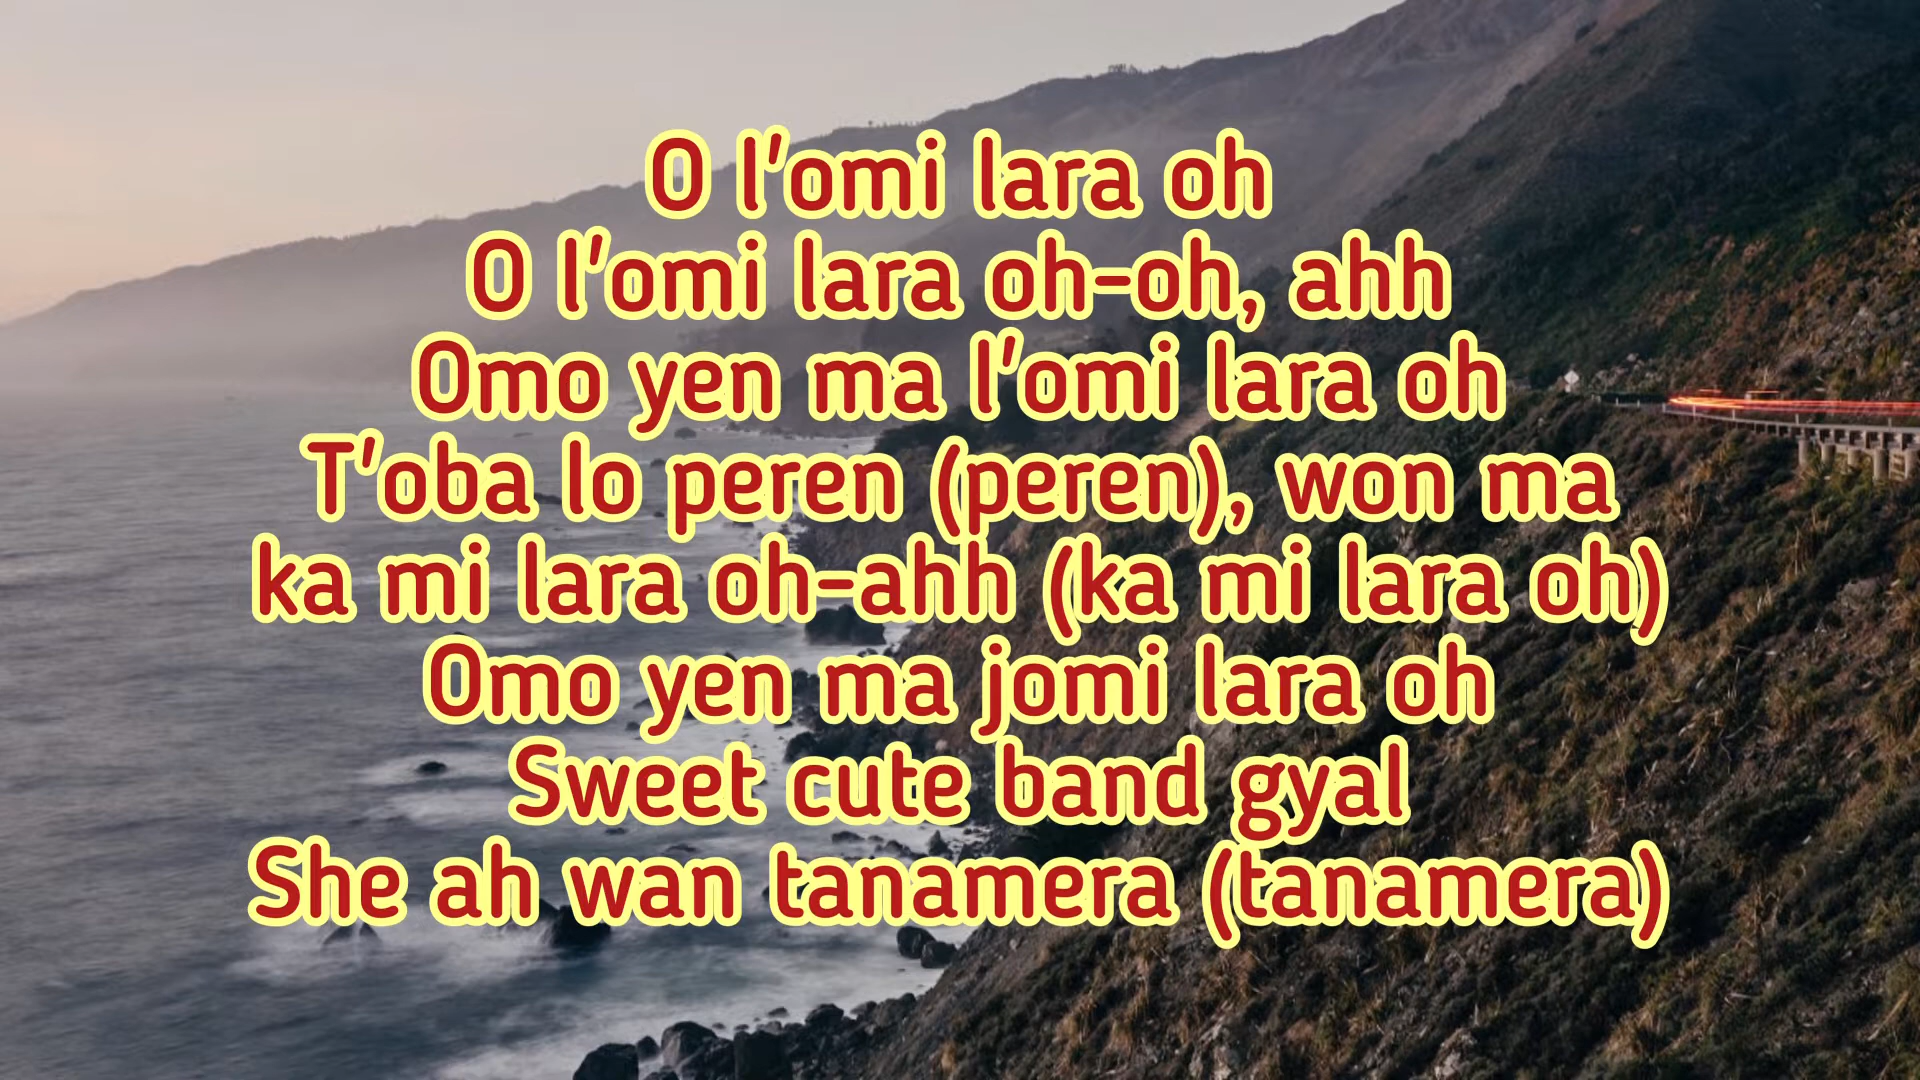 O l'omi lara oh
O l'omi lara oh-oh, ahh
Omo yen ma l'omi lara oh
T'oba lo peren (peren), won ma
ka mi lara oh-ahh (ka mi lara oh)
Omo yen ma jomi lara oh
Sweet cute band gyal
She ah wan tanamera (tanamera)